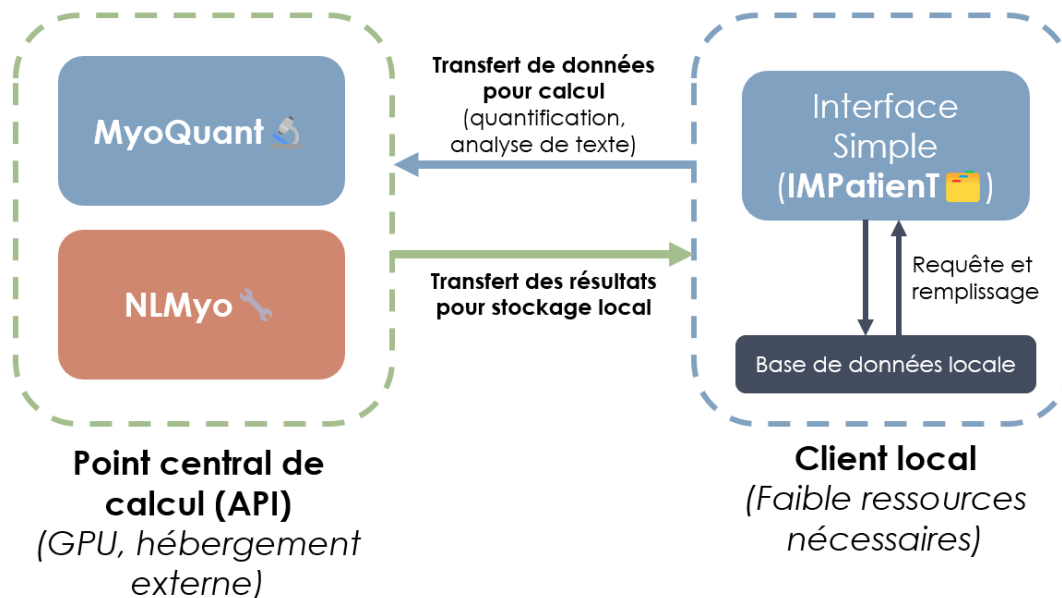 MyoQuant
NLMyo
Point central de
calcul (API)
(GPU, hébergement
externe)
Transfert de données
pour calcul
(quantification,
analyse de texte)
Transfert des résultats
pour stockage local
Interface
Simple
(IMPatienT )
Requête et
remplissage
Base de données locale
Client local
(Faible ressources
nécessaires)